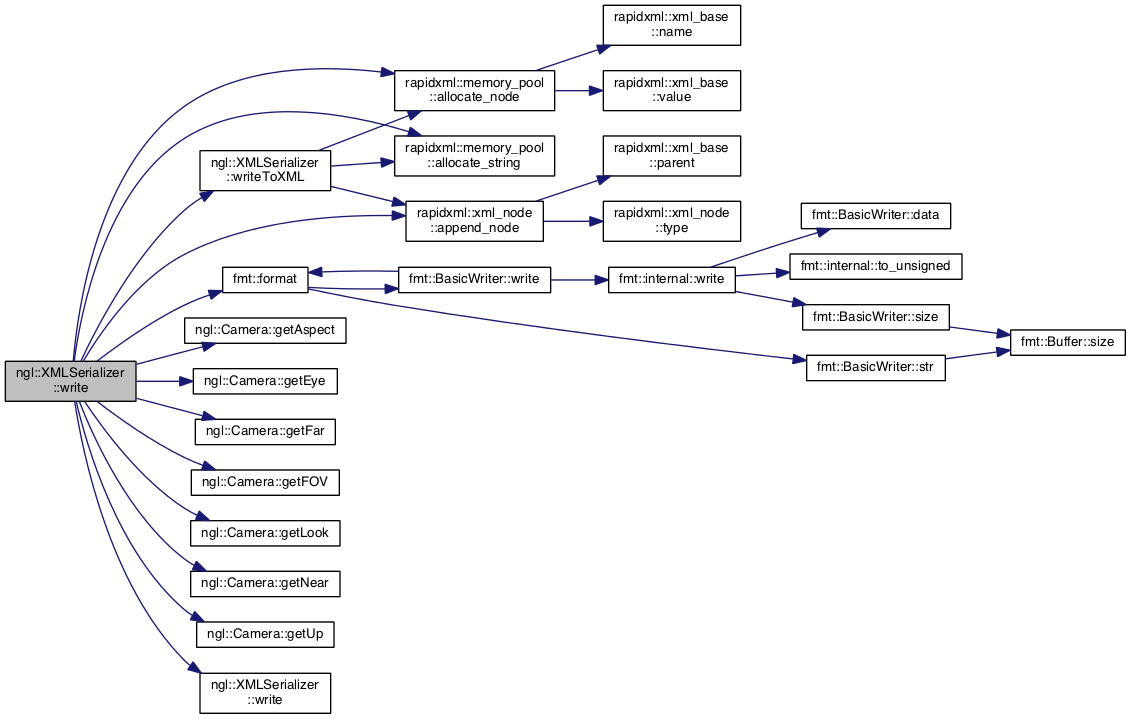 rapidxml::xml_base
::name
rapidxml::memory_pool
::allocate_node
rapidxml::xml_base
::value
rapidxml::memory_pool
::allocate_string
rapidxml::xml_base
::parent
ngl::XMLSerializer
::writeToXML
rapidxml::xml_node
::append_node
rapidxml::xml_node
::type
fmt::BasicWriter::data
fmt::internal::to_unsigned
fmt::format
fmt::BasicWriter::write
fmt::internal::write
fmt::BasicWriter::size
ngl::Camera::getAspect
fmt::Buffer::size
fmt::BasicWriter::str
ngl::XMLSerializer
::write
ngl::Camera::getEye
ngl::Camera::getFar
ngl::Camera::getFOV
ngl::Camera::getLook
ngl::Camera::getNear
ngl::Camera::getUp
ngl::XMLSerializer
::write